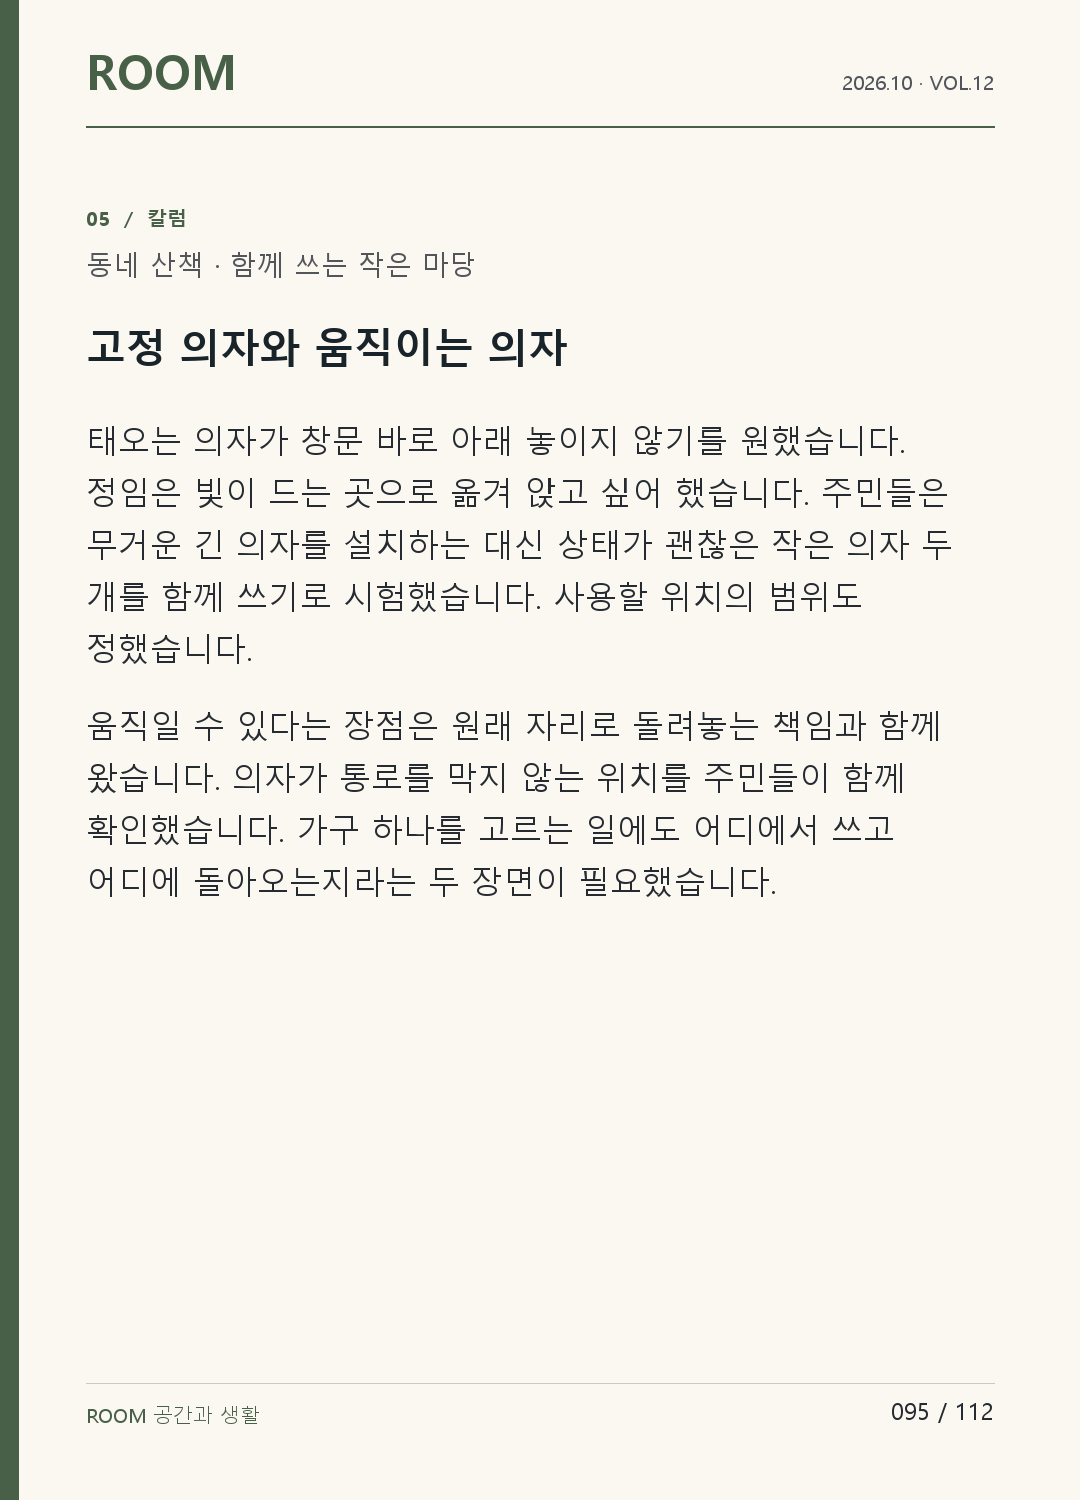 ROOM
2026.10 · VOL.12
05 / 칼럼
동네 산책 · 함께 쓰는 작은 마당
고정 의자와 움직이는 의자
태오는 의자가 창문 바로 아래 놓이지 않기를 원했습니다.
정임은 빛이 드는 곳으로 옮겨 앉고 싶어 했습니다. 주민들은
무거운 긴 의자를 설치하는 대신 상태가 괜찮은 작은 의자 두
개를 함께 쓰기로 시험했습니다. 사용할 위치의 범위도
정했습니다.
움직일 수 있다는 장점은 원래 자리로 돌려놓는 책임과 함께
왔습니다. 의자가 통로를 막지 않는 위치를 주민들이 함께
확인했습니다. 가구 하나를 고르는 일에도 어디에서 쓰고
어디에 돌아오는지라는 두 장면이 필요했습니다.
ROOM 공간과 생활
095 / 112